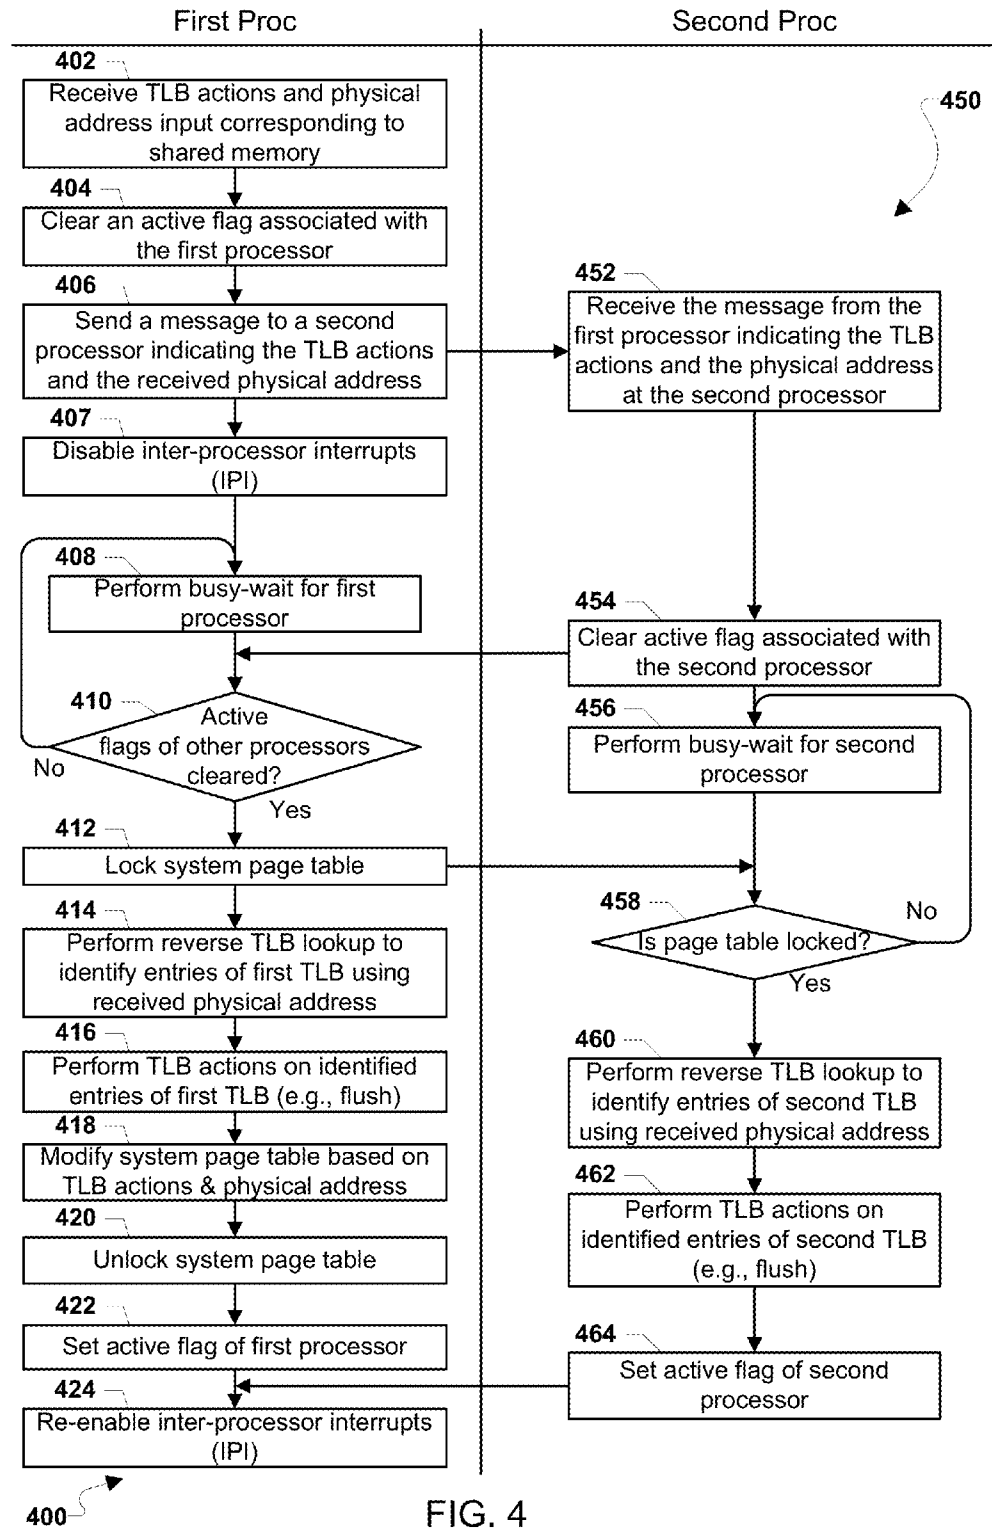 First Proc
Second Proc
402
Receive TLB actions and physical
address input corresponding to
shared memory
404
Clear an active flag associated with
the first processor
406
Send a message to a second
processor indicating the TLB actions
and the received physical address
407
Disable inter-processor interrupts
(IPI)
408
Perform busy-wait for first
processor
410
Active
flags of other processors
cleared?
No
Yes
412
Lock system page table
414
Perform reverse TLB lookup to
identify entries of first TLB using
received physical address
416
Perform TLB actions on identified
entries of first TLB (e.g., flush)
418
Modify system page table based on
TLB actions & physical address
420
Unlock system page table
422
Set active flag of first processor
424
Re-enable inter-processor interrupts
(IPI)
400
450
452
Receive the message from the
first processor indicating the TLB
actions and the physical address
at the second processor
454
Clear active flag associated with
the second processor
456
Perform busy-wait for second
processor
458
Is page table locked?
No
Yes
460
Perform reverse TLB lookup to
identify entries of second TLB
using received physical address
462
Perform TLB actions on
identified entries of second TLB
(e.g., flush)
464
Set active flag of second
processor
FIG. 4